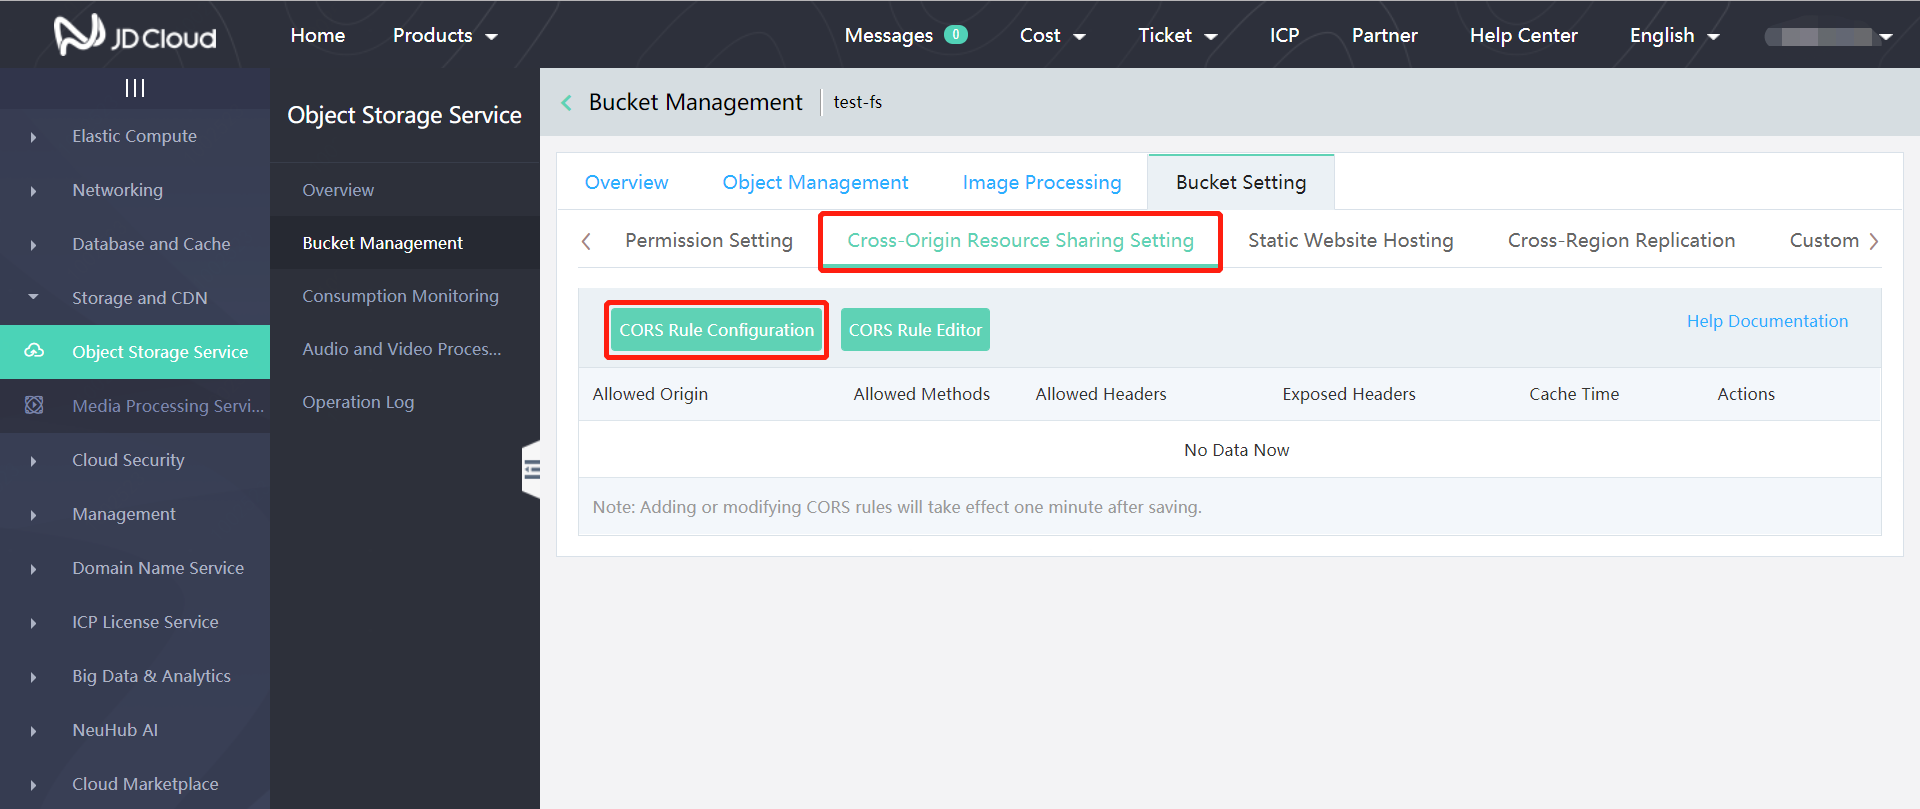 JD Cloud
Home Products Messages 0 Cost Ticket ICP Partner Help Center English
Elastic Compute
Networking
Database and Cache
Storage and CDN
Object Storage Service
Media Processing Servi...
Cloud Security
Management
Domain Name Service
ICP License Service
Big Data & Analytics
NeuHub AI
Cloud Marketplace
Object Storage Service
Overview
Bucket Management
Consumption Monitoring
Audio and Video Proces...
Operation Log
Bucket Management test-fs
Overview Object Management Image Processing Bucket Setting
Permission Setting Cross-Origin Resource Sharing Setting Static Website Hosting Cross-Region Replication Custom
CORS Rule Configuration CORS Rule Editor Help Documentation
Allowed Origin Allowed Methods Allowed Headers Exposed Headers Cache Time Actions
No Data Now
Note: Adding or modifying CORS rules will take effect one minute after saving.